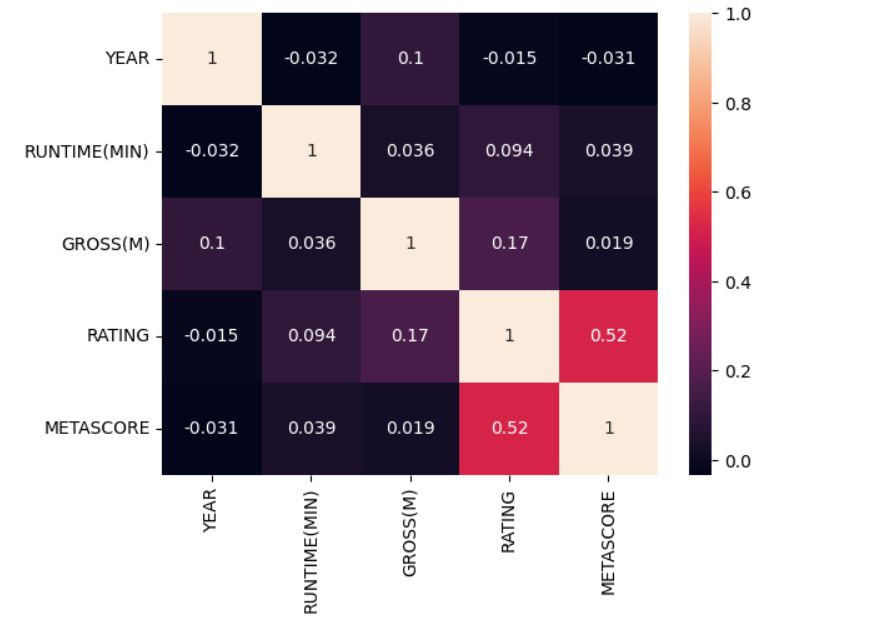 1.0
YEAR 1 -0.032 0.1 -0.015 -0.031
0.8
RUNTIME(MIN) -0.032 1 0.036 0.094 0.039
0.6
GROSS(M) 0.1 0.036 1 0.17 0.019
0.4
RATING -0.015 0.094 0.17 1 0.52
0.2
METASCORE -0.031 0.039 0.019 0.52 1
0.0
YEAR
RUNTIME(MIN)
GROSS(M)
RATING
METASCORE